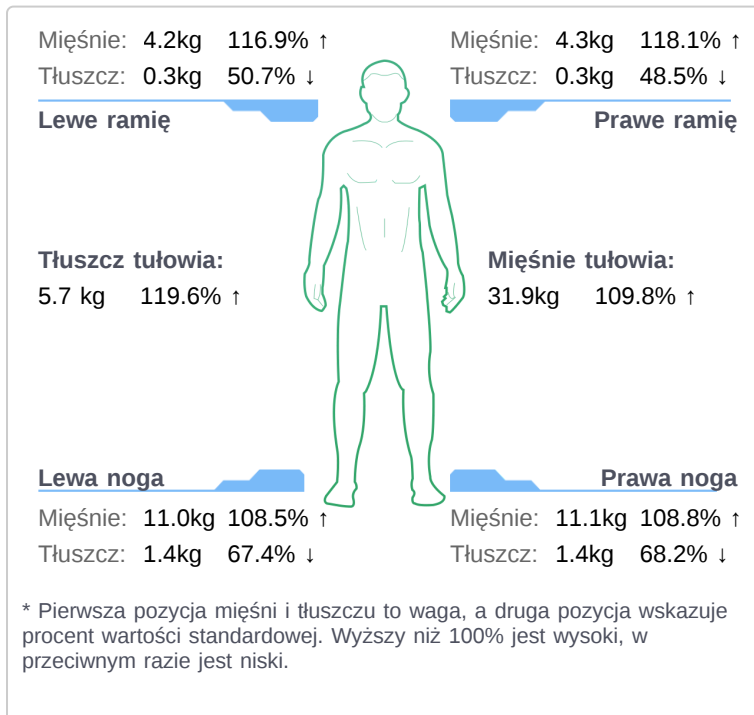 Mięśnie: 4.2kg 116.9% ↑
Tłuszcz: 0.3kg 50.7% ↓
Lewe ramię
Mięśnie: 4.3kg 118.1% ↑
Tłuszcz: 0.3kg 48.5% ↓
Prawe ramię
Tłuszcz tułowia:
5.7 kg 119.6% ↑
Mięśnie tułowia:
31.9kg 109.8% ↑
Lewa noga
Mięśnie: 11.0kg 108.5% ↑
Tłuszcz: 1.4kg 67.4% ↓
Prawa noga
Mięśnie: 11.1kg 108.8% ↑
Tłuszcz: 1.4kg 68.2% ↓
* Pierwsza pozycja mięśni i tłuszczu to waga, a druga pozycja wskazuje
procent wartości standardowej. Wyższy niż 100% jest wysoki, w
przeciwnym razie jest niski.